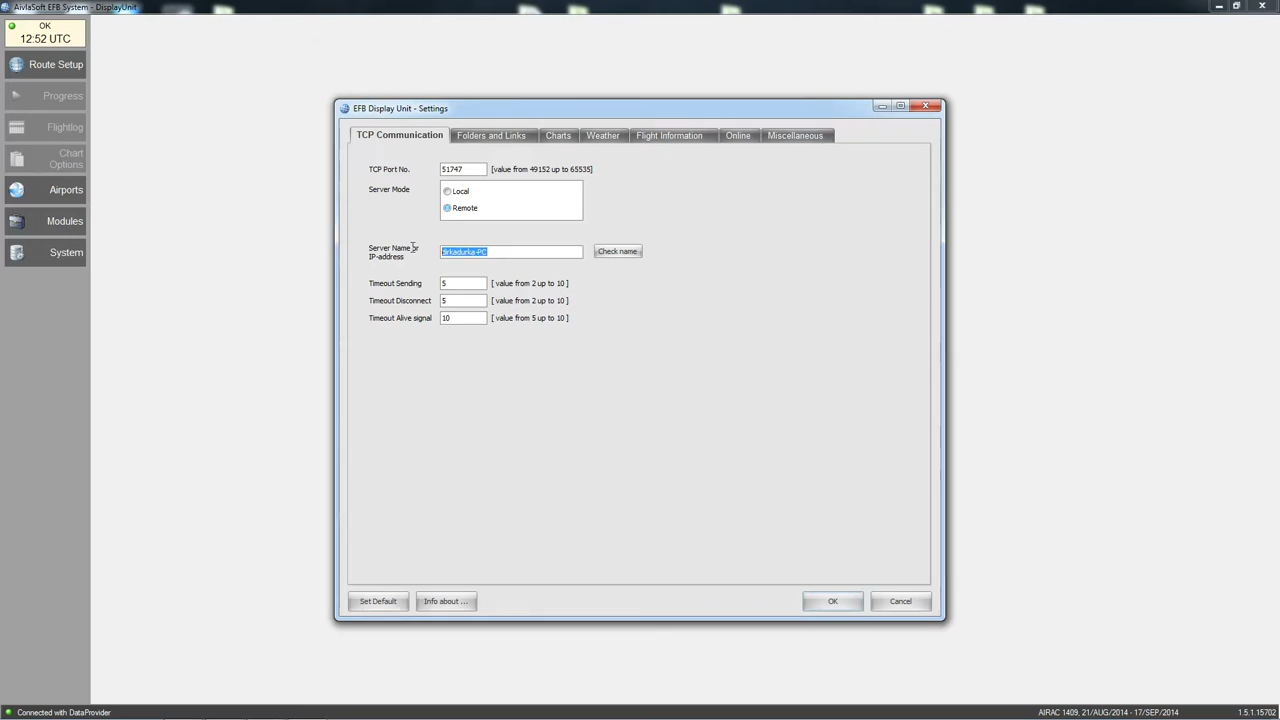 AivlaSoft EFB System - DisplayUnit
OK
12:52 UTC
Route Setup
Progress
Flightlog
Chart
Options
Airports
Modules
System
EFB Display Unit - Settings
TCP Communication
Folders and Links
Charts
Weather
Flight Information
Online
Miscellaneous
TCP Port No.
51747
[value from 49152 up to 65535]
Server Mode
Local
Remote
Server Name or
IP-address
Srkadurka-PC
Check name
Timeout Sending
5
[ value from 2 up to 10 ]
Timeout Disconnect
5
[ value from 2 up to 10 ]
Timeout Alive signal
10
[ value from 5 up to 10 ]
Set Default
Info about ...
OK
Cancel
Connected with DataProvider
AIRAC 1409, 21/AUG/2014 - 17/SEP/2014
1.5.1.15702